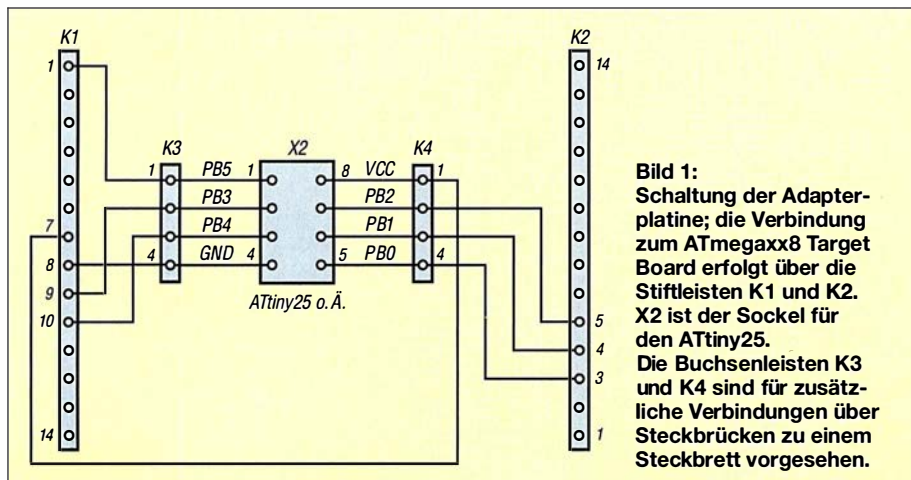 K1
K2
1
14
K3
X2
K4
1
PB5
1
8
VCC
1
PB3
PB2
7
PB4
PB1
8
4
GND
4
5
PB0
4
9
10
ATtiny25 o. Ä.
5
4
3
14
1
Bild 1:
Schaltung der Adapter-
platine; die Verbindung
zum ATmegaxx8 Target
Board erfolgt über die
Stiftleisten K1 und K2.
X2 ist der Sockel für
den ATtiny25.
Die Buchsenleisten K3
und K4 sind für zusätz-
liche Verbindungen über
Steckbrücken zu einem
Steckbrett vorgesehen.